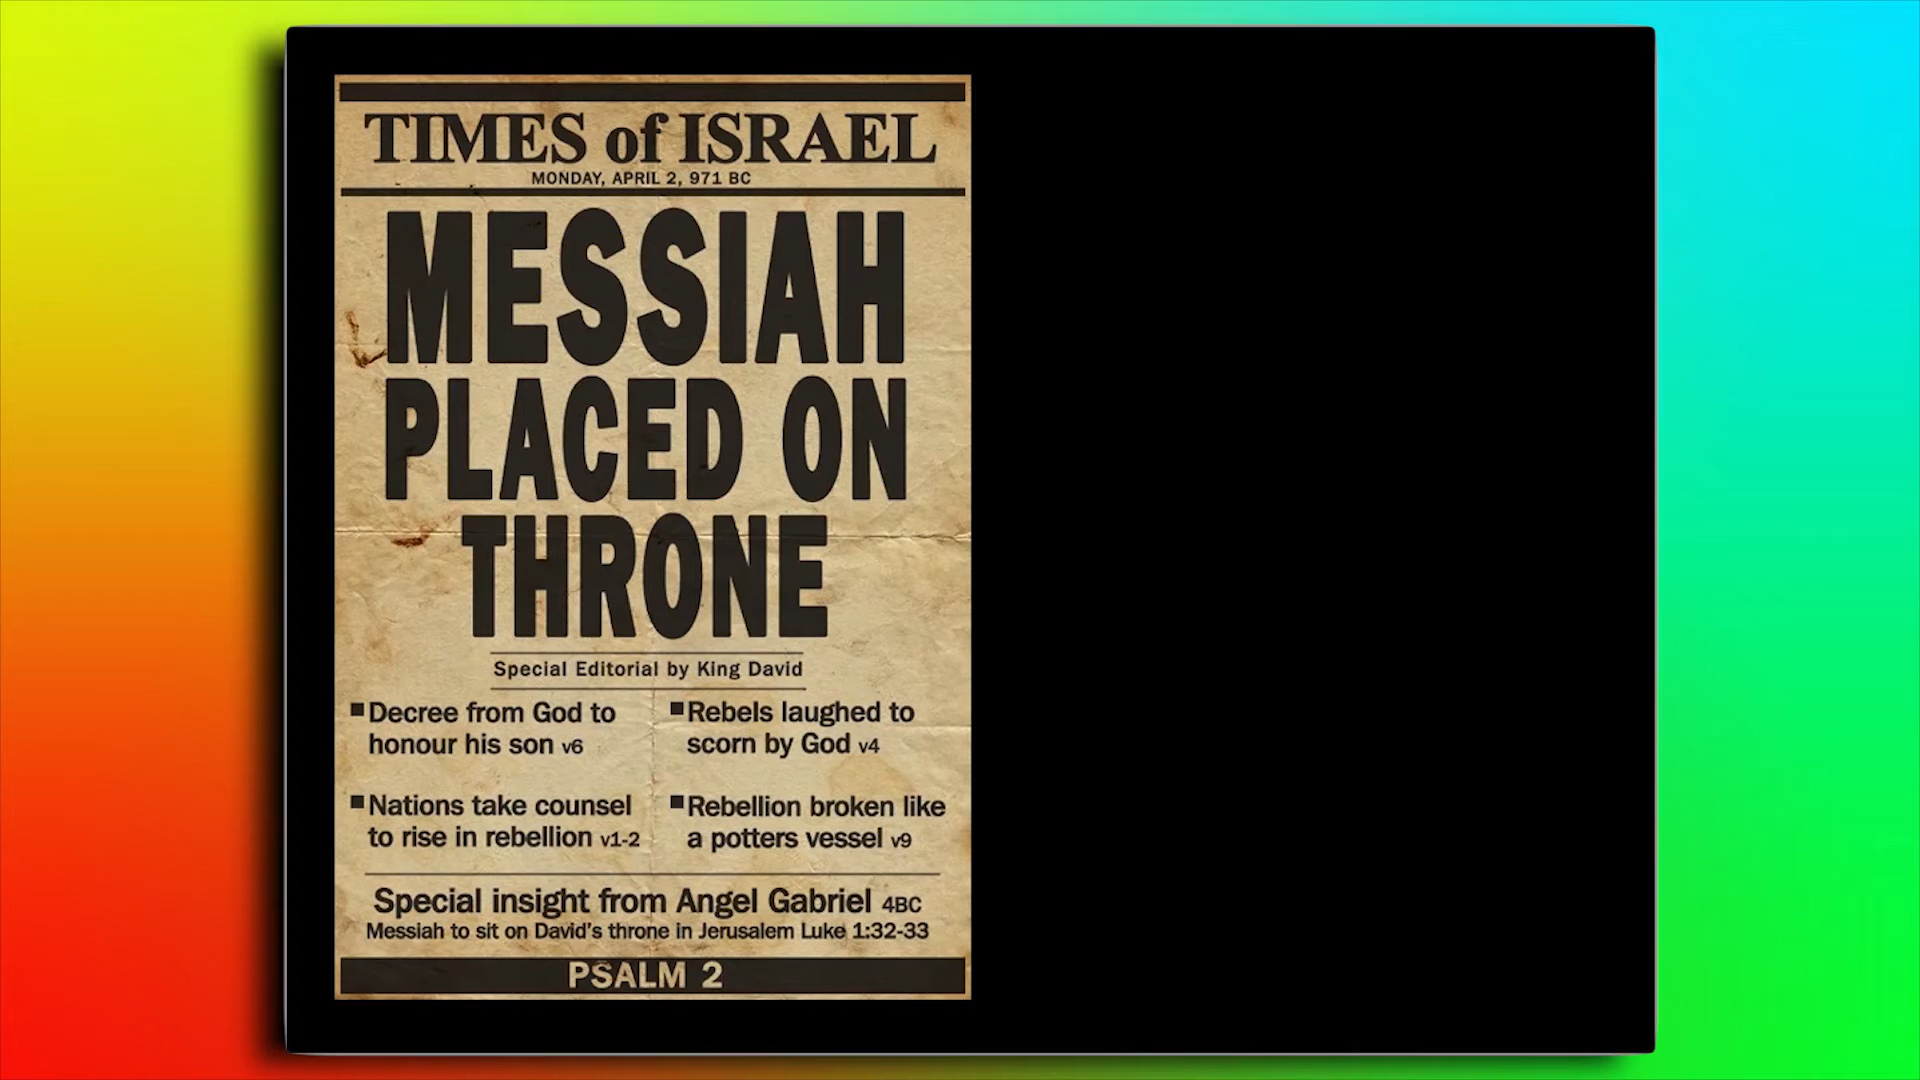 TIMES of ISRAEL
MONDAY, APRIL 2, 971 BC
MESSIAH
PLACED ON
THRONE
Special Editorial by King David
■ Decree from God to
honour his son v6
■ Nations take counsel
to rise in rebellion v1-2
■ Rebels laughed to
scorn by God v4
■ Rebellion broken like
a potters vessel v9
Special insight from Angel Gabriel 4BC
Messiah to sit on David's throne in Jerusalem Luke 1:32-33
PSALM 2